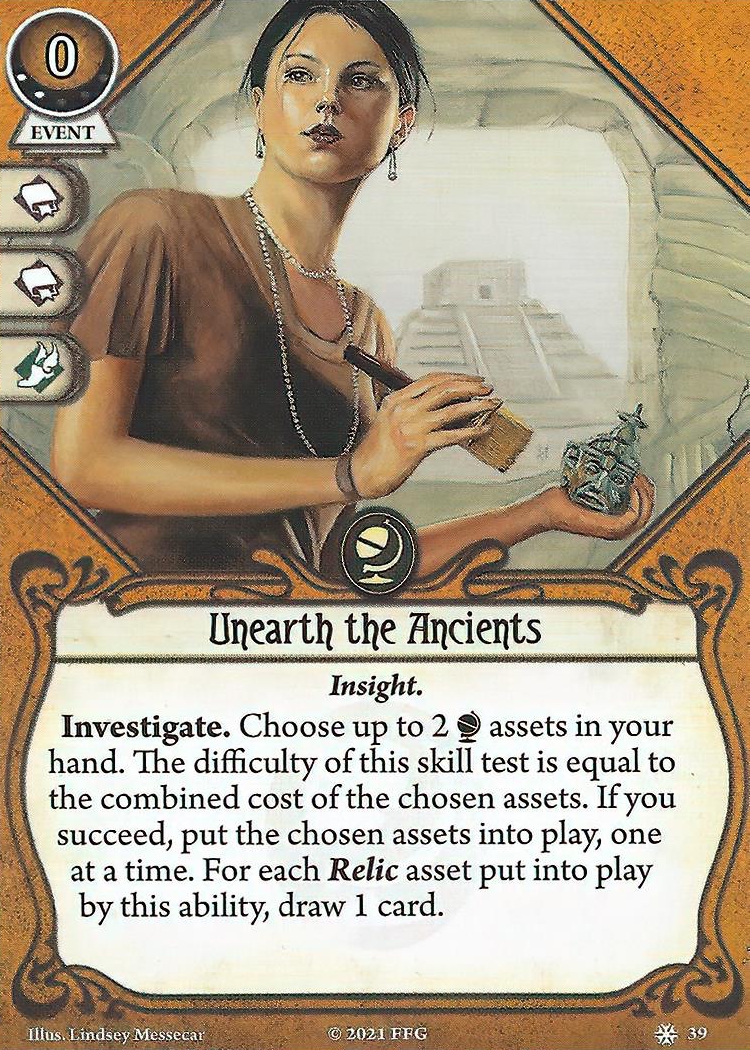 0
EVENT
Unearth the Ancients
Insight.
Investigate. Choose up to 2 assets in your
hand. The difficulty of this skill test is equal to
the combined cost of the chosen assets. If you
succeed, put the chosen assets into play, one
at a time. For each Relic asset put into play
by this ability, draw 1 card.
Illus. Lindsey Messecar
© 2021 FFG
39